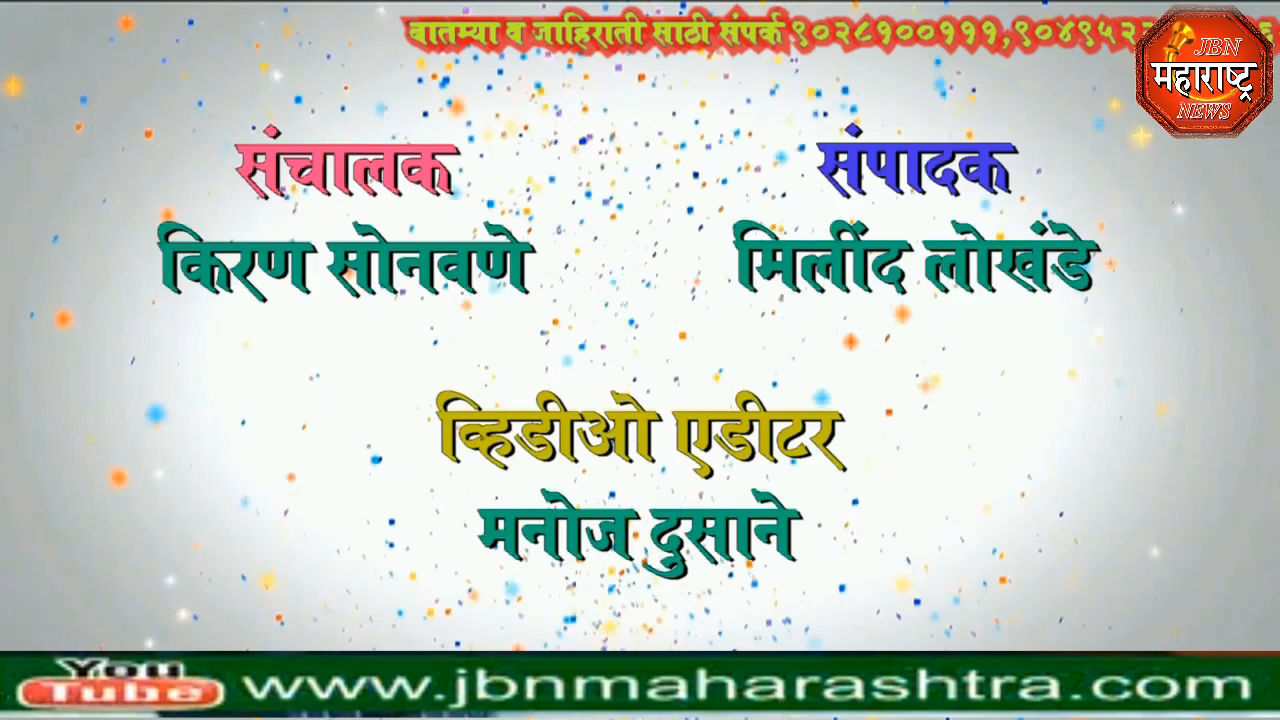 बातम्या व जाहिराती साठी संपर्क ९०२८१००१११,९०४९५२
JBN
महाराष्ट्र
NEWS
संचालक
संपादक
किरण सोनवणे
मिलींद लोखंडे
व्हिडीओ एडीटर
मनोज दुसाने
You Tube
www.jbnmaharashtra.com